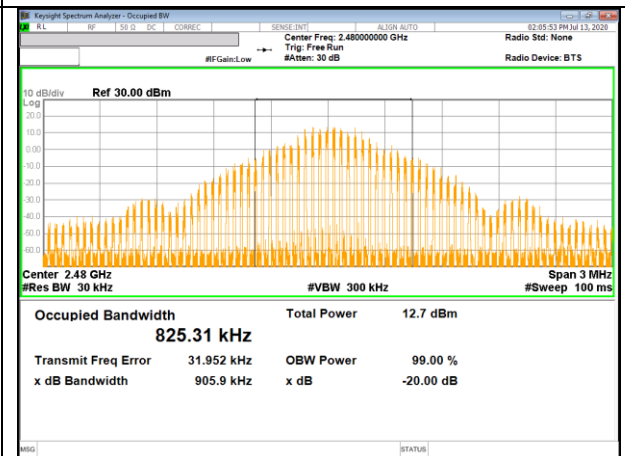 Keysight Spectrum Analyzer - Occupied BW
RL RF 50 Ω DC CORREC SENSE:INT ALIGN AUTO 02:05:53 PM Jul 13, 2020
Center Freq: 2.480000000 GHz Radio Std: None
Trig: Free Run
#IFGain:Low #Atten: 30 dB Radio Device: BTS
10 dB/div Ref 30.00 dBm
Log
20.0
10.0
0.00
-10.0
-20.0
-30.0
-40.0
-50.0
-60.0
Center 2.48 GHz Span 3 MHz
#Res BW 30 kHz #VBW 300 kHz #Sweep 100 ms
Occupied Bandwidth Total Power 12.7 dBm
825.31 kHz
Transmit Freq Error 31.952 kHz OBW Power 99.00 %
x dB Bandwidth 905.9 kHz x dB -20.00 dB
MSG STATUS